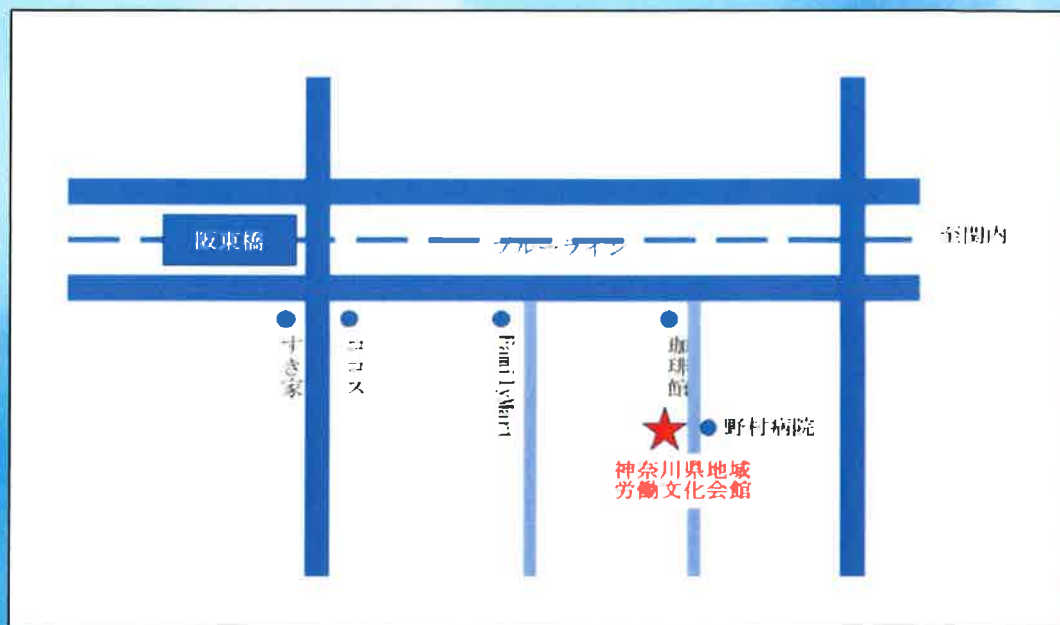 阪東橋
ブルーライン
至関内
すき家
ココス
FamilyMart
珈琲館
野村病院
神奈川県地域
労働文化会館